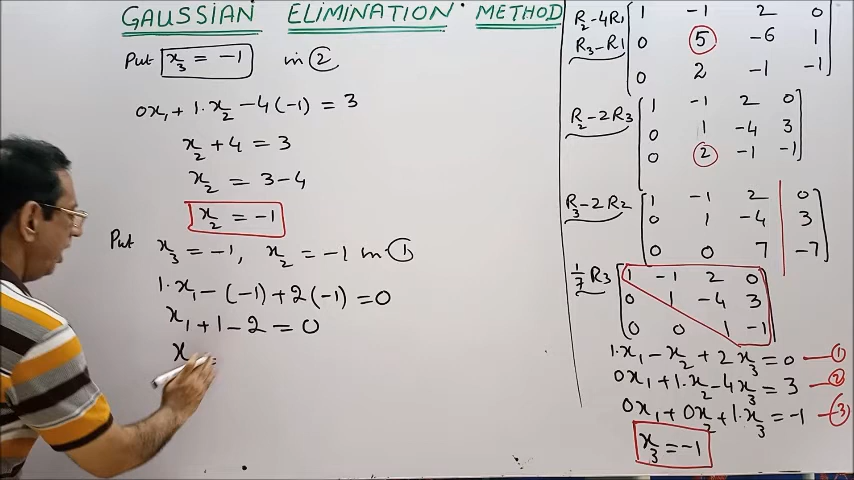 GAUSSIAN ELIMINATION METHOD
Put x₃ = -1 in ②
0x₁ + 1·x₂ - 4(-1) = 3
x₂ + 4 = 3
x₂ = 3-4
x₂ = -1
Put x₃ = -1, x₂ = -1 in ①
1·x₁ - (-1) + 2(-1) = 0
x₁ + 1 - 2 = 0
x =
R₂-4R₁
R₃-R₁
1 -1 2 0
0 5 -6 1
0 2 -1 -1
R₂-2R₃
1 -1 2 0
0 1 -4 3
0 2 -1 -1
R₃-2R₂
1 -1 2 0
0 1 -4 3
0 0 7 -7
1/7 R₃
1 -1 2 0
0 1 -4 3
0 0 1 -1
1·x₁ - x₂ + 2x₃ = 0 — ①
0x₁ + 1·x₂ - 4x₃ = 3 — ②
0x₁ + 0x₂ + 1·x₃ = -1 — ③
x₃ = -1